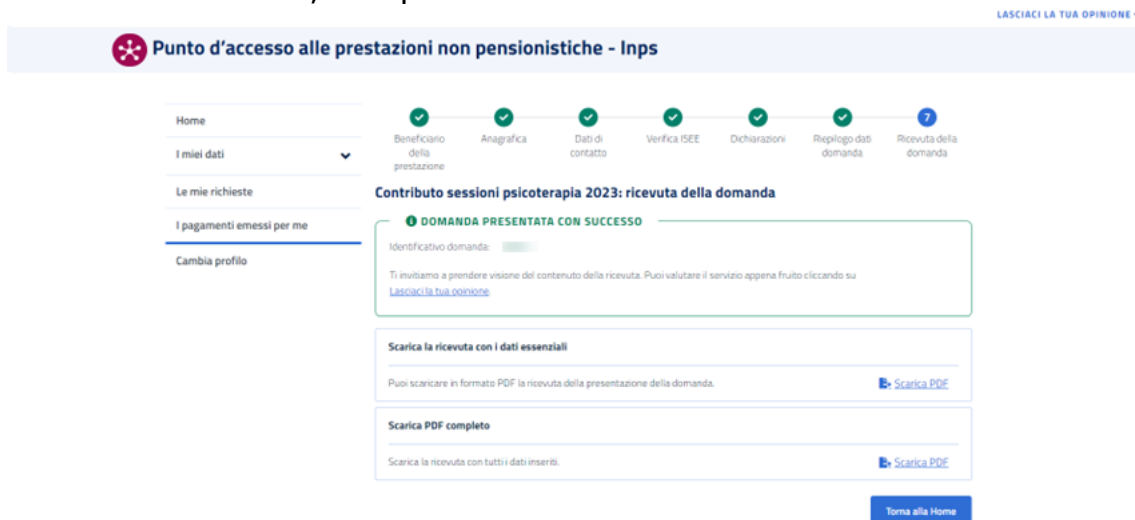 LASCIACI LA TUA OPINIONE
Punto d'accesso alle prestazioni non pensionistiche - Inps
Home
I miei dati
Le mie richieste
I pagamenti emessi per me
Cambia profilo
Beneficiario
della
prestazione
Anagrafica
Dati di
contatto
Verifica ISEE
Dichiarazioni
Riepilogo dati
domanda
7
Ricevuta della
domanda
Contributo sessioni psicoterapia 2023: ricevuta della domanda
DOMANDA PRESENTATA CON SUCCESSO
Identificativo domanda:
Ti invitiamo a prendere visione del contenuto della ricevuta. Puoi valutare il servizio appena fruito cliccando su
Lasciaci la tua opinione.
Scarica la ricevuta con i dati essenziali
Puoi scaricare in formato PDF la ricevuta della presentazione della domanda.
Scarica PDF
Scarica PDF completo
Scarica la ricevuta con tutti i dati inseriti.
Scarica PDF
Torna alla Home